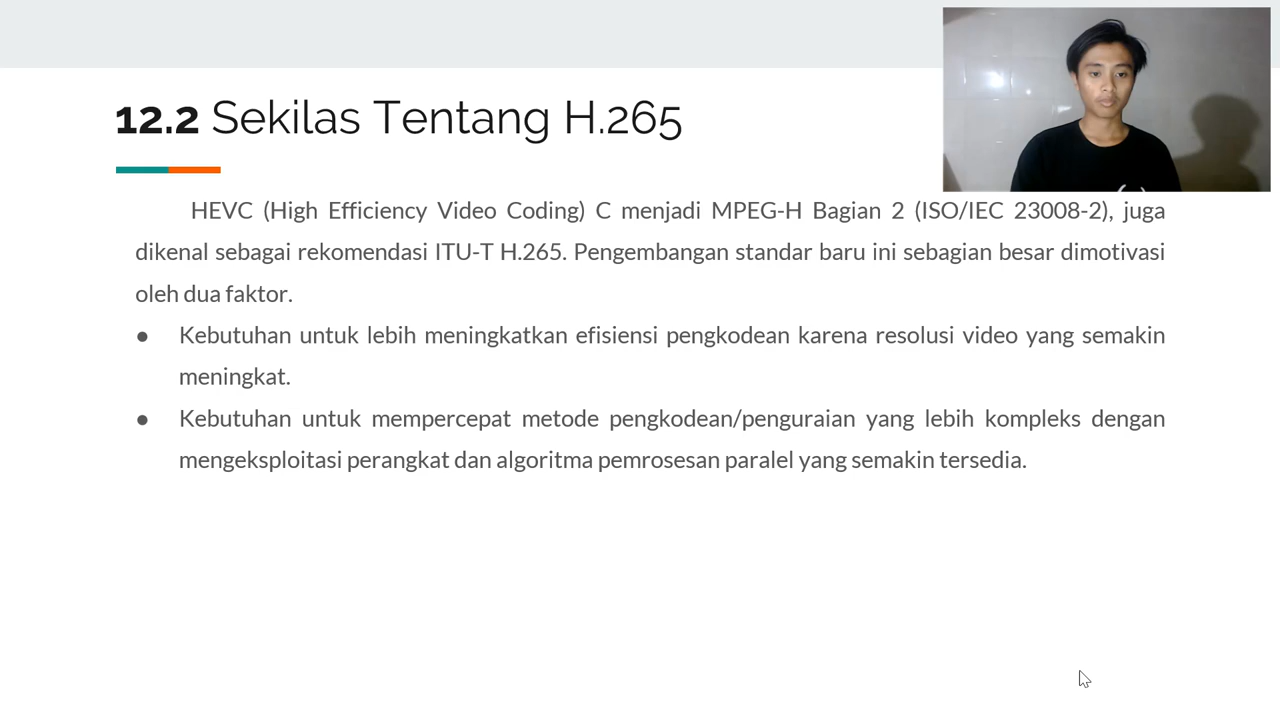 12.2 Sekilas Tentang H.265
HEVC (High Efficiency Video Coding) C menjadi MPEG-H Bagian 2 (ISO/IEC 23008-2), juga
dikenal sebagai rekomendasi ITU-T H.265. Pengembangan standar baru ini sebagian besar dimotivasi
oleh dua faktor.
● Kebutuhan untuk lebih meningkatkan efisiensi pengkodean karena resolusi video yang semakin
meningkat.
● Kebutuhan untuk mempercepat metode pengkodean/penguraian yang lebih kompleks dengan
mengeksploitasi perangkat dan algoritma pemrosesan paralel yang semakin tersedia.